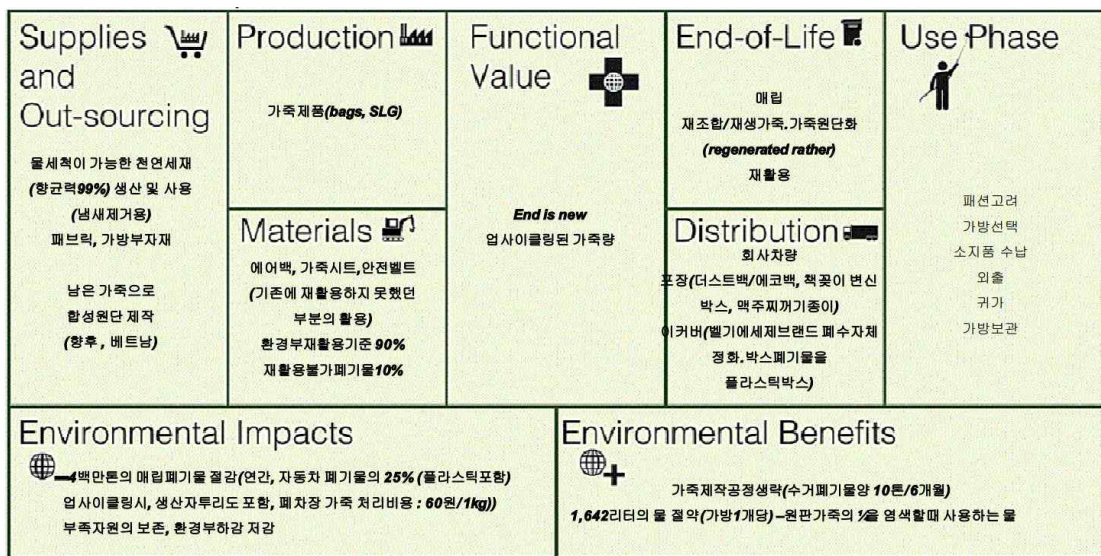 Supplies
and
Out-sourcing
물세척이 가능한 천연세재
(향균력99%) 생산 및 사용
(냄새제거용)
패브릭, 가방부자재
남은 가죽으로
합성원단 제작
(향후, 베트남)
Production
가죽제품(bags, SLG)
Materials
에어백, 가죽시트,안전벨트
(기존에 재활용하지 못했던
부분의 활용)
환경부재활용기준 90%
재활용불가폐기물10%
Functional
Value
End is new
업사이클링된 가죽량
End-of-Life
매립
재조합/재생가죽.가죽원단화
(regenerated rather)
재활용
Distribution
회사차량
포장(더스트백/에코백, 책꽂이 변신
박스, 맥주찌꺼기종이)
이커버(벨기에세제브랜드 폐수자체
정화.박스폐기물을
플라스틱박스)
Use Phase
패션고려
가방선택
소지품 수납
외출
귀가
가방보관
Environmental Impacts
4백만톤의 매립폐기물 절감(연간, 자동차 폐기물의 25% (플라스틱포함)
업사이클링시, 생산자투리도 포함, 폐차장 가죽 처리비용 : 60원/1kg))
부족자원의 보존, 환경부하감 저감
Environmental Benefits
가죽제작공정생략(수거폐기물양 10톤/6개월)
1,642리터의 물 절약(가방1개당) –원판가죽의 ½을 염색할때 사용하는 물